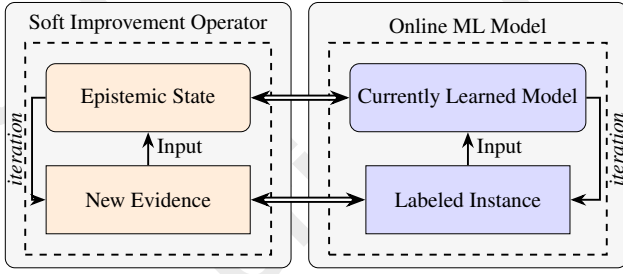 Soft Improvement Operator
Epistemic State
iteration
Input
New Evidence
Online ML Model
Currently Learned Model
Input
iteration
Labeled Instance